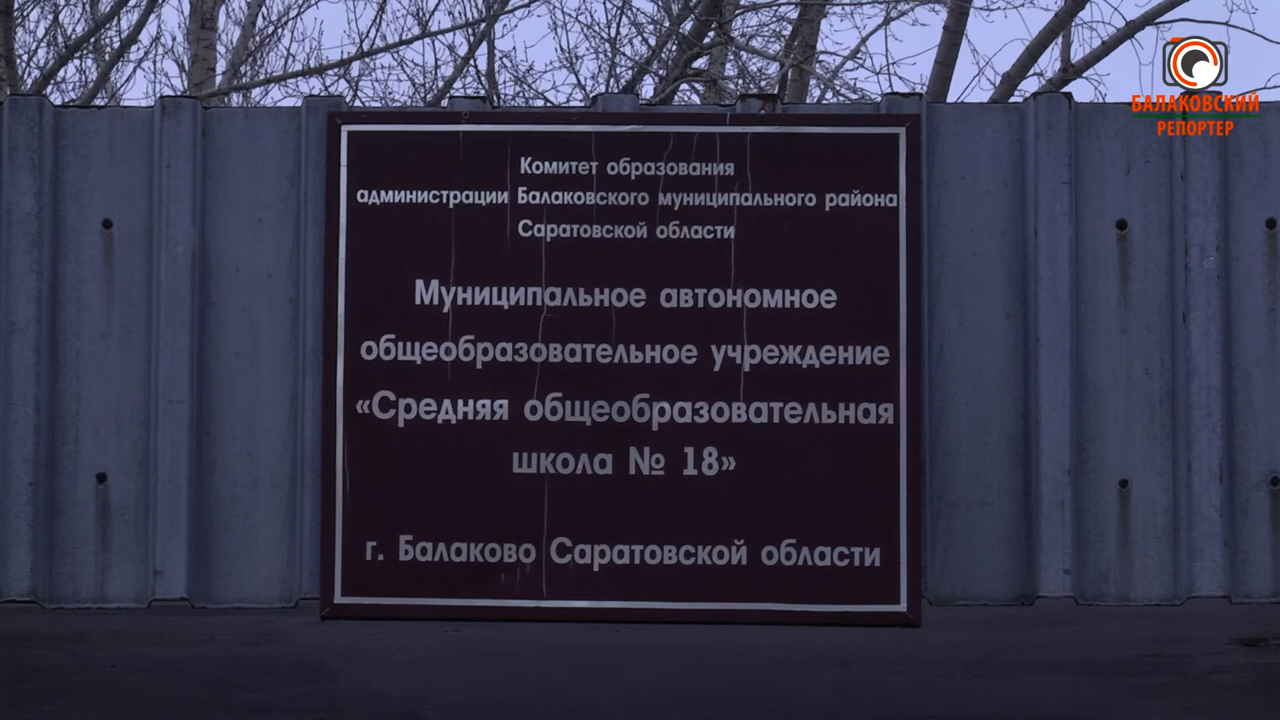 БАЛАКОВСКИЙ
РЕПОРТЕР
Комитет образования
администрации Балаковского муниципального района
Саратовской области
Муниципальное автономное
общеобразовательное учреждение
«Средняя общеобразовательная
школа № 18»
г. Балаково Саратовской области